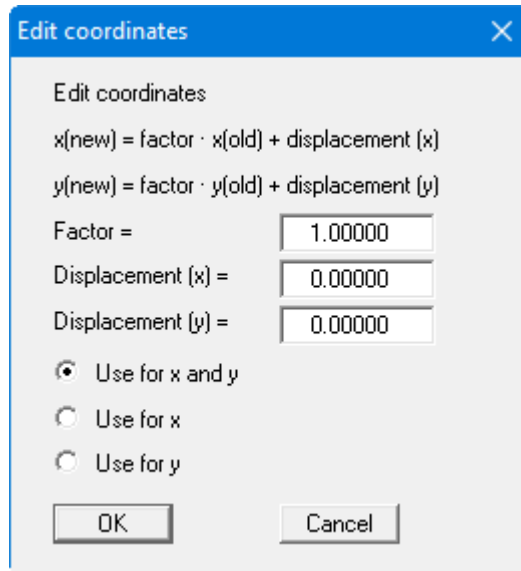 Edit coordinates
Edit coordinates
x(new) = factor · x(old) + displacement (x)
y(new) = factor · y(old) + displacement (y)
Factor = 1.00000
Displacement (x) = 0.00000
Displacement (y) = 0.00000
Use for x and y
Use for x
Use for y
OK Cancel